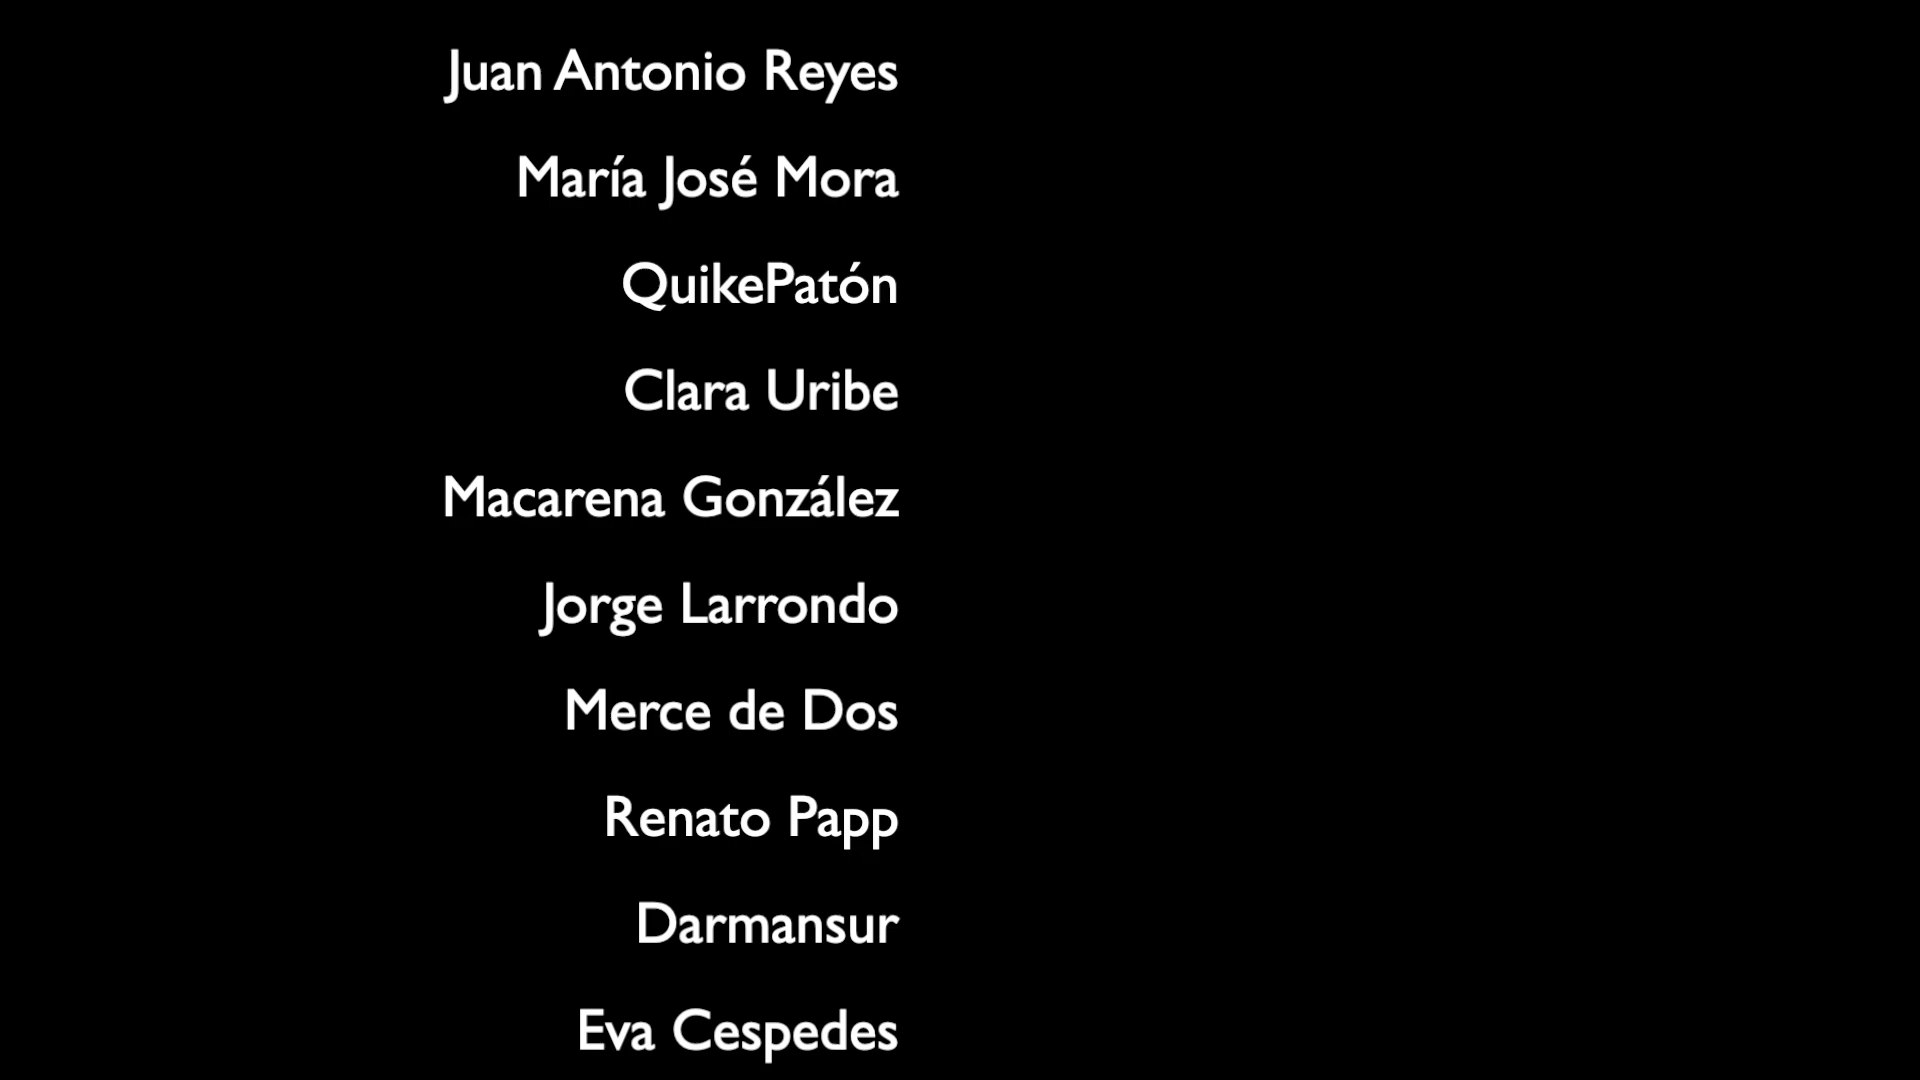 Juan Antonio Reyes
María José Mora
QuikePatón
Clara Uribe
Macarena González
Jorge Larrondo
Merce de Dos
Renato Papp
Darmansur
Eva Cespedes